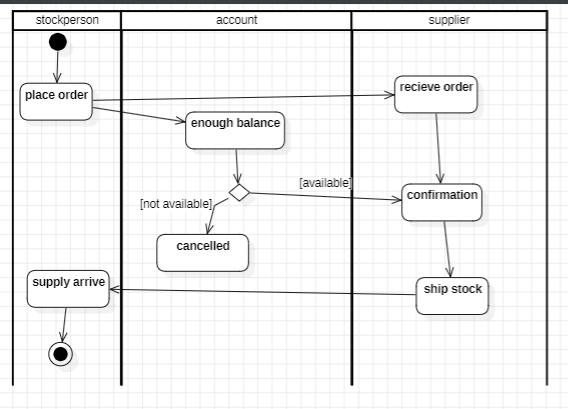 stockperson
account
supplier
place order
recieve order
enough balance
[available]
[not available]
confirmation
cancelled
supply arrive
ship stock